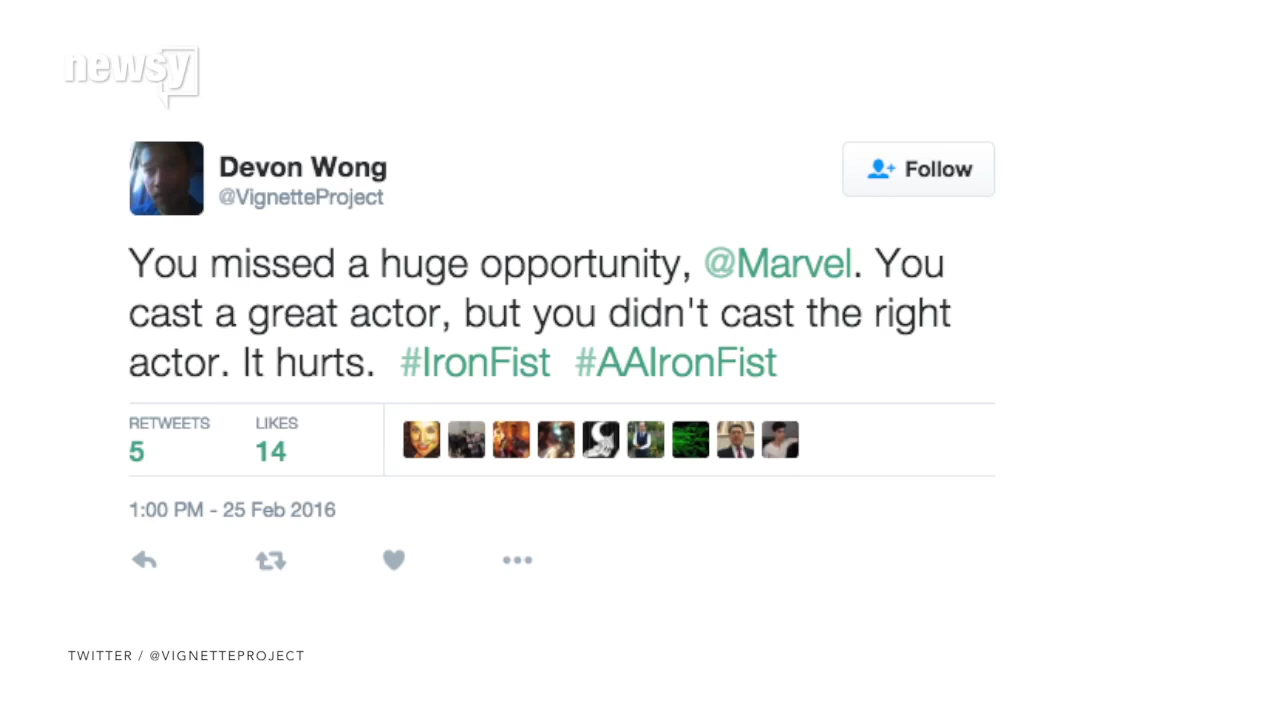 newsy
Devon Wong
@VignetteProject
Follow
You missed a huge opportunity, @Marvel. You
cast a great actor, but you didn't cast the right
actor. It hurts. #IronFist #AAIronFist
RETWEETS LIKES
5 14
1:00 PM - 25 Feb 2016
TWITTER / @VIGNETTEPROJECT